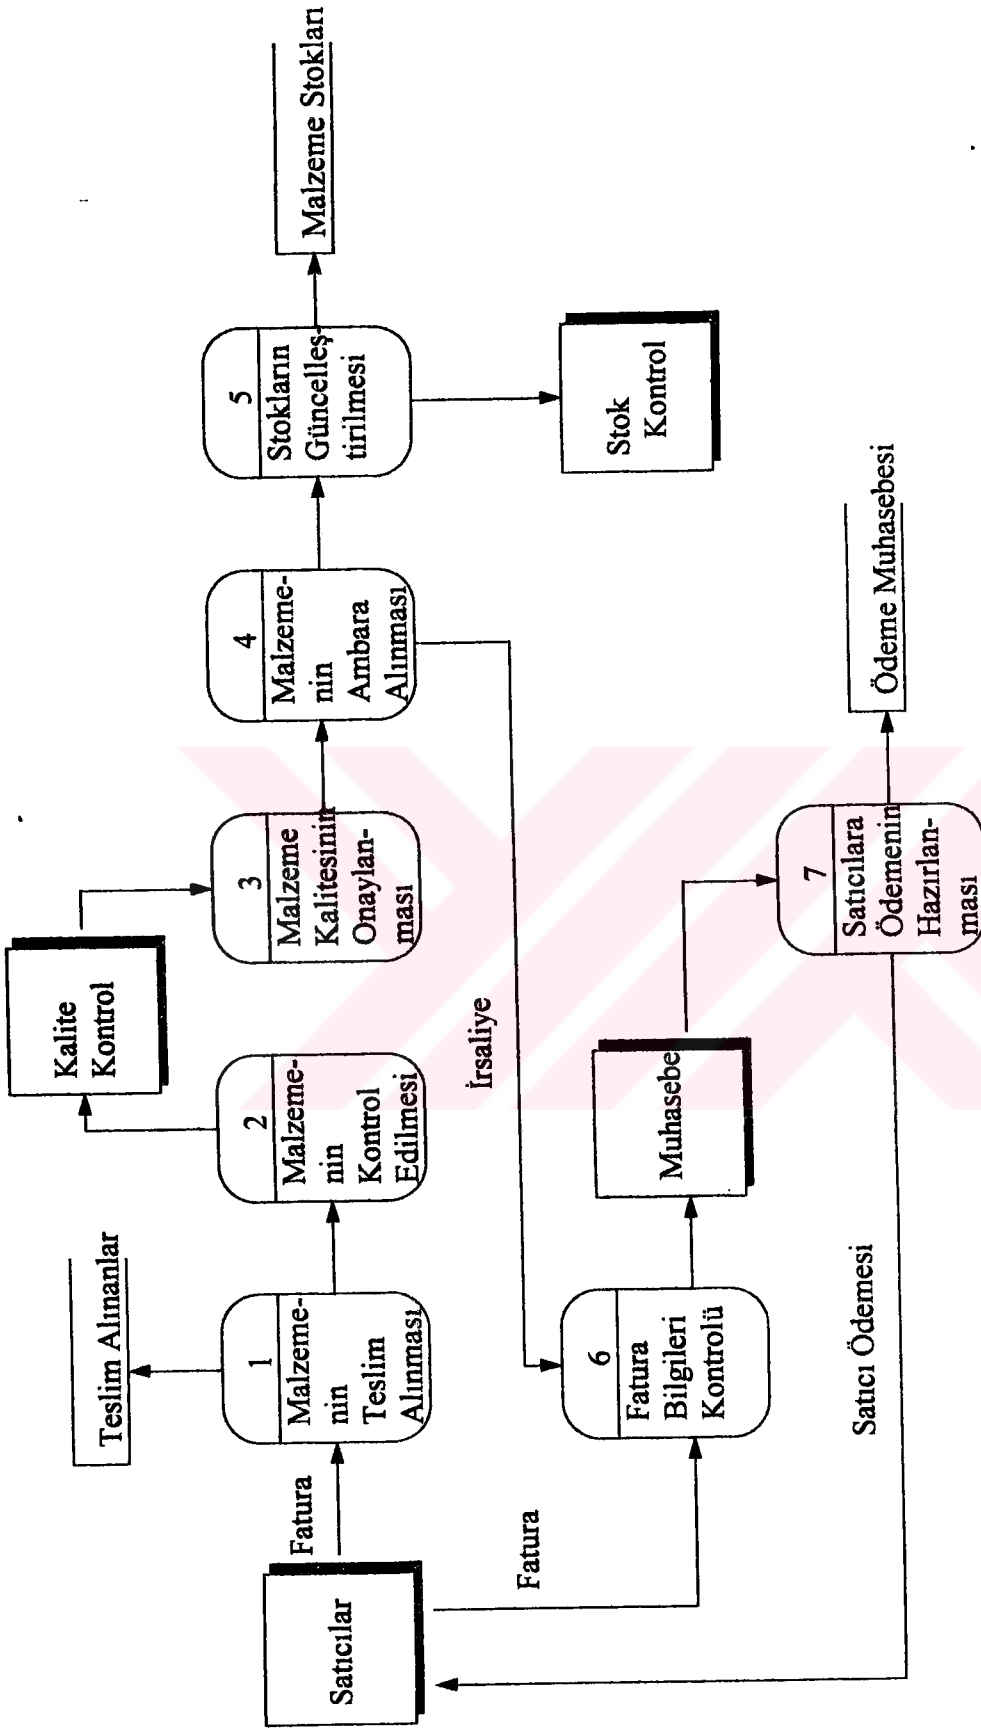 Teslim Alınanlar
Kalite
Kontrol
Satıcılar
Fatura
1
Malzeme-
nin
Teslim
Alınması
2
Malzeme-
nin
Kontrol
Edilmesi
3
Malzeme
Kalitesinin
Onaylan-
ması
4
Malzeme-
nin
Ambara
Alınması
5
Stokların
Güncelleş-
tirilmesi
Malzeme Stokları
İrsaliye
Fatura
6
Fatura
Bilgileri
Kontrolü
Muhasebe
Stok
Kontrol
7
Satıcılara
Ödemenin
Hazırlan-
ması
Ödeme Muhasebesi
Satıcı Ödemesi